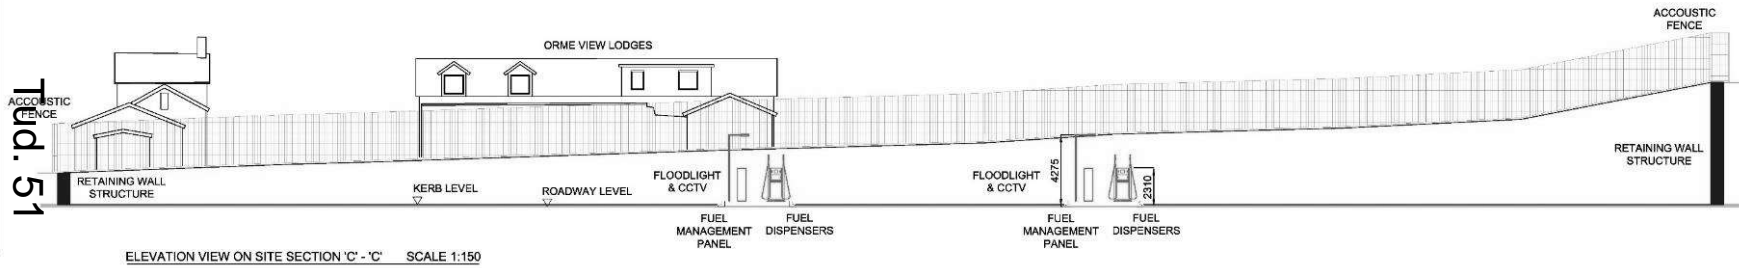 ACCOUSTIC
FENCE
ORME VIEW LODGES
ACCOUSTIC
FENCE
Tud. 51
RETAINING WALL
STRUCTURE
KERB LEVEL
ROADWAY LEVEL
FLOODLIGHT
& CCTV
FLOODLIGHT
& CCTV
4275
2310
RETAINING WALL
STRUCTURE
FUEL
MANAGEMENT
PANEL
FUEL
DISPENSERS
FUEL
MANAGEMENT
PANEL
FUEL
DISPENSERS
ELEVATION VIEW ON SITE SECTION 'C' - 'C' SCALE 1:150